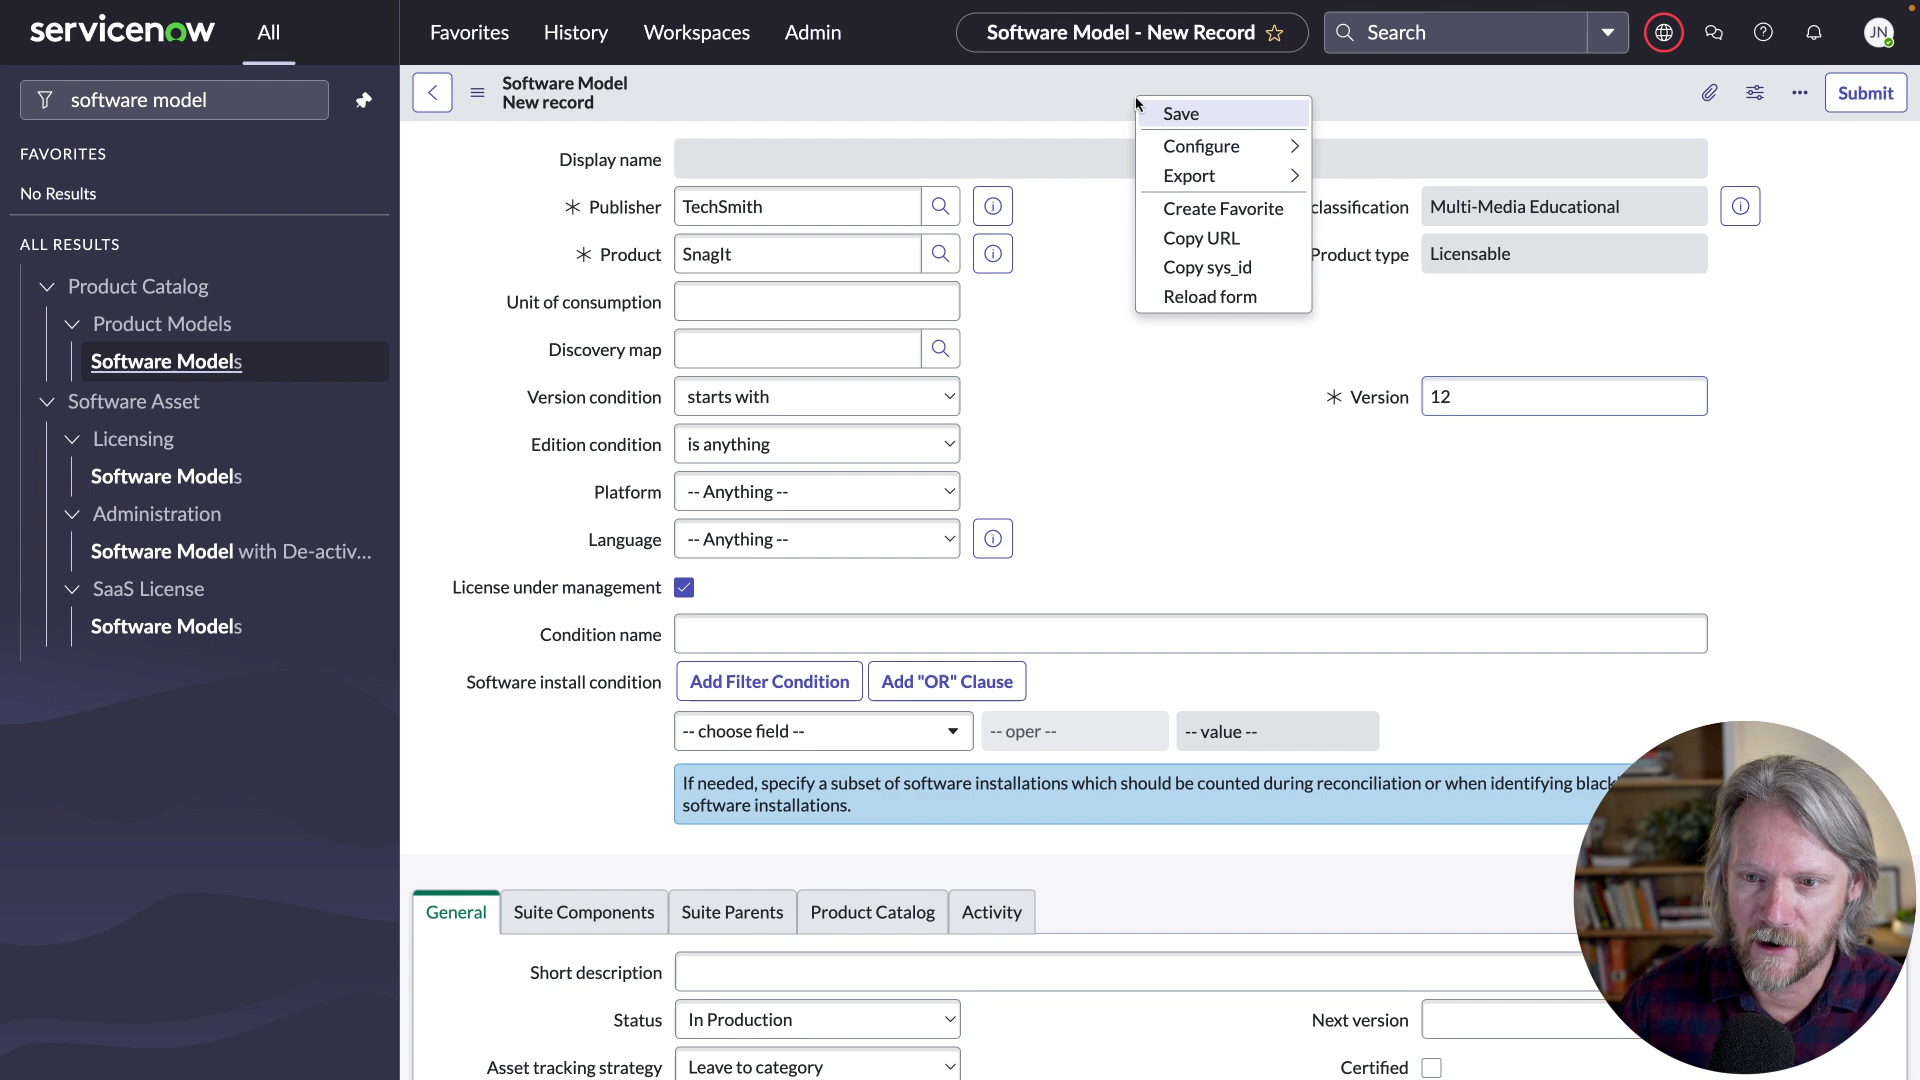 servicenow
All
Favorites
History
Workspaces
Admin
Software Model - New Record
Search
JN
software model
FAVORITES
No Results
ALL RESULTS
Product Catalog
Product Models
Software Models
Software Asset
Licensing
Software Models
Administration
Software Model with De-activ...
SaaS License
Software Models
Software Model
New record
Submit
Save
Configure
Export
Create Favorite
Copy URL
Copy sys_id
Reload form
Display name
Publisher TechSmith
classification Multi-Media Educational
Product SnagIt
Product type Licensable
Unit of consumption
Discovery map
Version condition starts with
Version 12
Edition condition is anything
Platform -- Anything --
Language -- Anything --
License under management
Condition name
Software install condition Add Filter Condition Add "OR" Clause
-- choose field -- -- oper -- -- value --
If needed, specify a subset of software installations which should be counted during reconciliation or when identifying
software installations.
General Suite Components Suite Parents Product Catalog Activity
Short description
Status In Production
Next version
Asset tracking strategy Leave to category
Certified